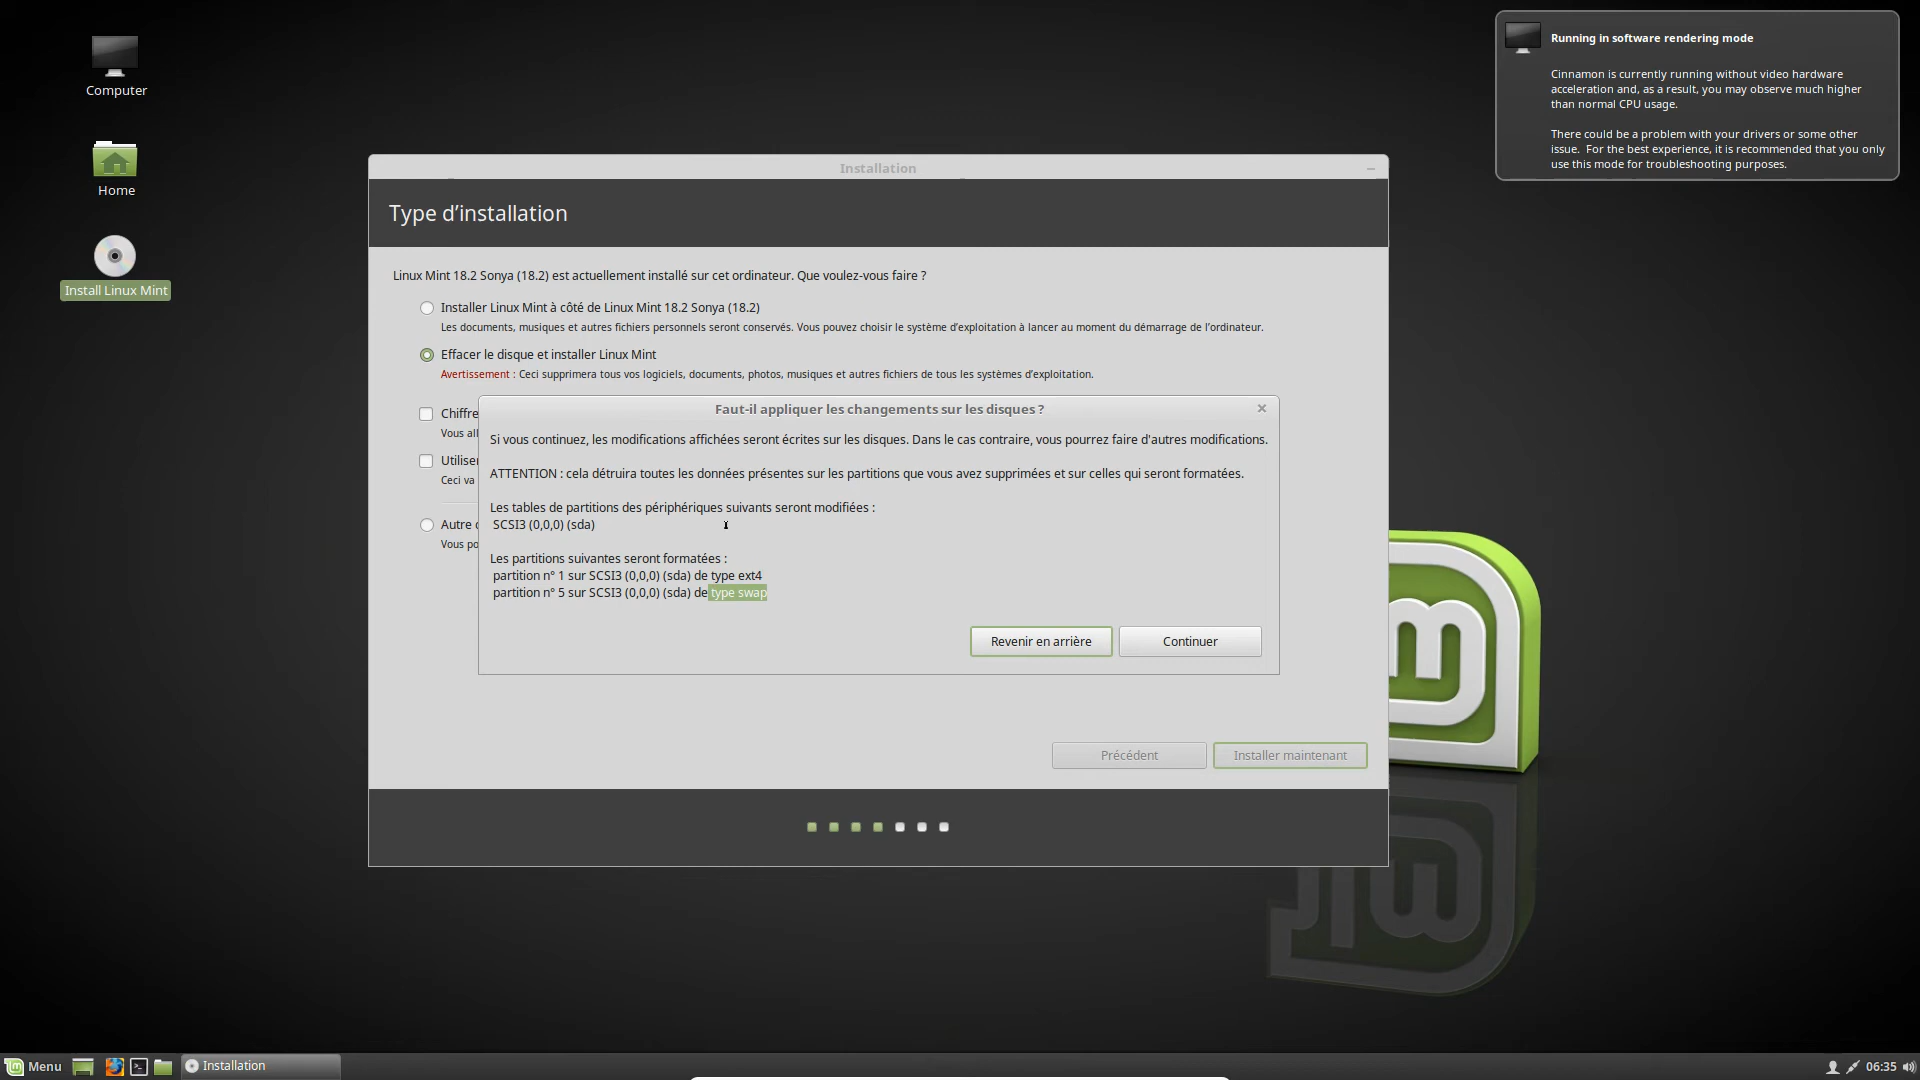 Computer
Home
Install Linux Mint
Running in software rendering mode
Cinnamon is currently running without video hardware
acceleration and, as a result, you may observe much higher
than normal CPU usage.
There could be a problem with your drivers or some other
issue. For the best experience, it is recommended that you only
use this mode for troubleshooting purposes.
Installation
Type d’installation
Linux Mint 18.2 Sonya (18.2) est actuellement installé sur cet ordinateur. Que voulez-vous faire ?
Installer Linux Mint à côté de Linux Mint 18.2 Sonya (18.2)
Les documents, musiques et autres fichiers personnels seront conservés. Vous pouvez choisir le système d’exploitation à lancer au moment du démarrage de l’ordinateur.
Effacer le disque et installer Linux Mint
Avertissement : Ceci supprimera tous vos logiciels, documents, photos, musiques et autres fichiers de tous les systèmes d’exploitation.
Chiffre
Vous all
Utiliser
Ceci va
Autre
Vous po
Faut-il appliquer les changements sur les disques ?
Si vous continuez, les modifications affichées seront écrites sur les disques. Dans le cas contraire, vous pourrez faire d'autres modifications.
ATTENTION : cela détruira toutes les données présentes sur les partitions que vous avez supprimées et sur celles qui seront formatées.
Les tables de partitions des périphériques suivants seront modifiées :
SCSI3 (0,0,0) (sda)
Les partitions suivantes seront formatées :
partition n° 1 sur SCSI3 (0,0,0) (sda) de type ext4
partition n° 5 sur SCSI3 (0,0,0) (sda) de type swap
Revenir en arrière
Continuer
Précédent
Installer maintenant
Menu
Installation
06:35